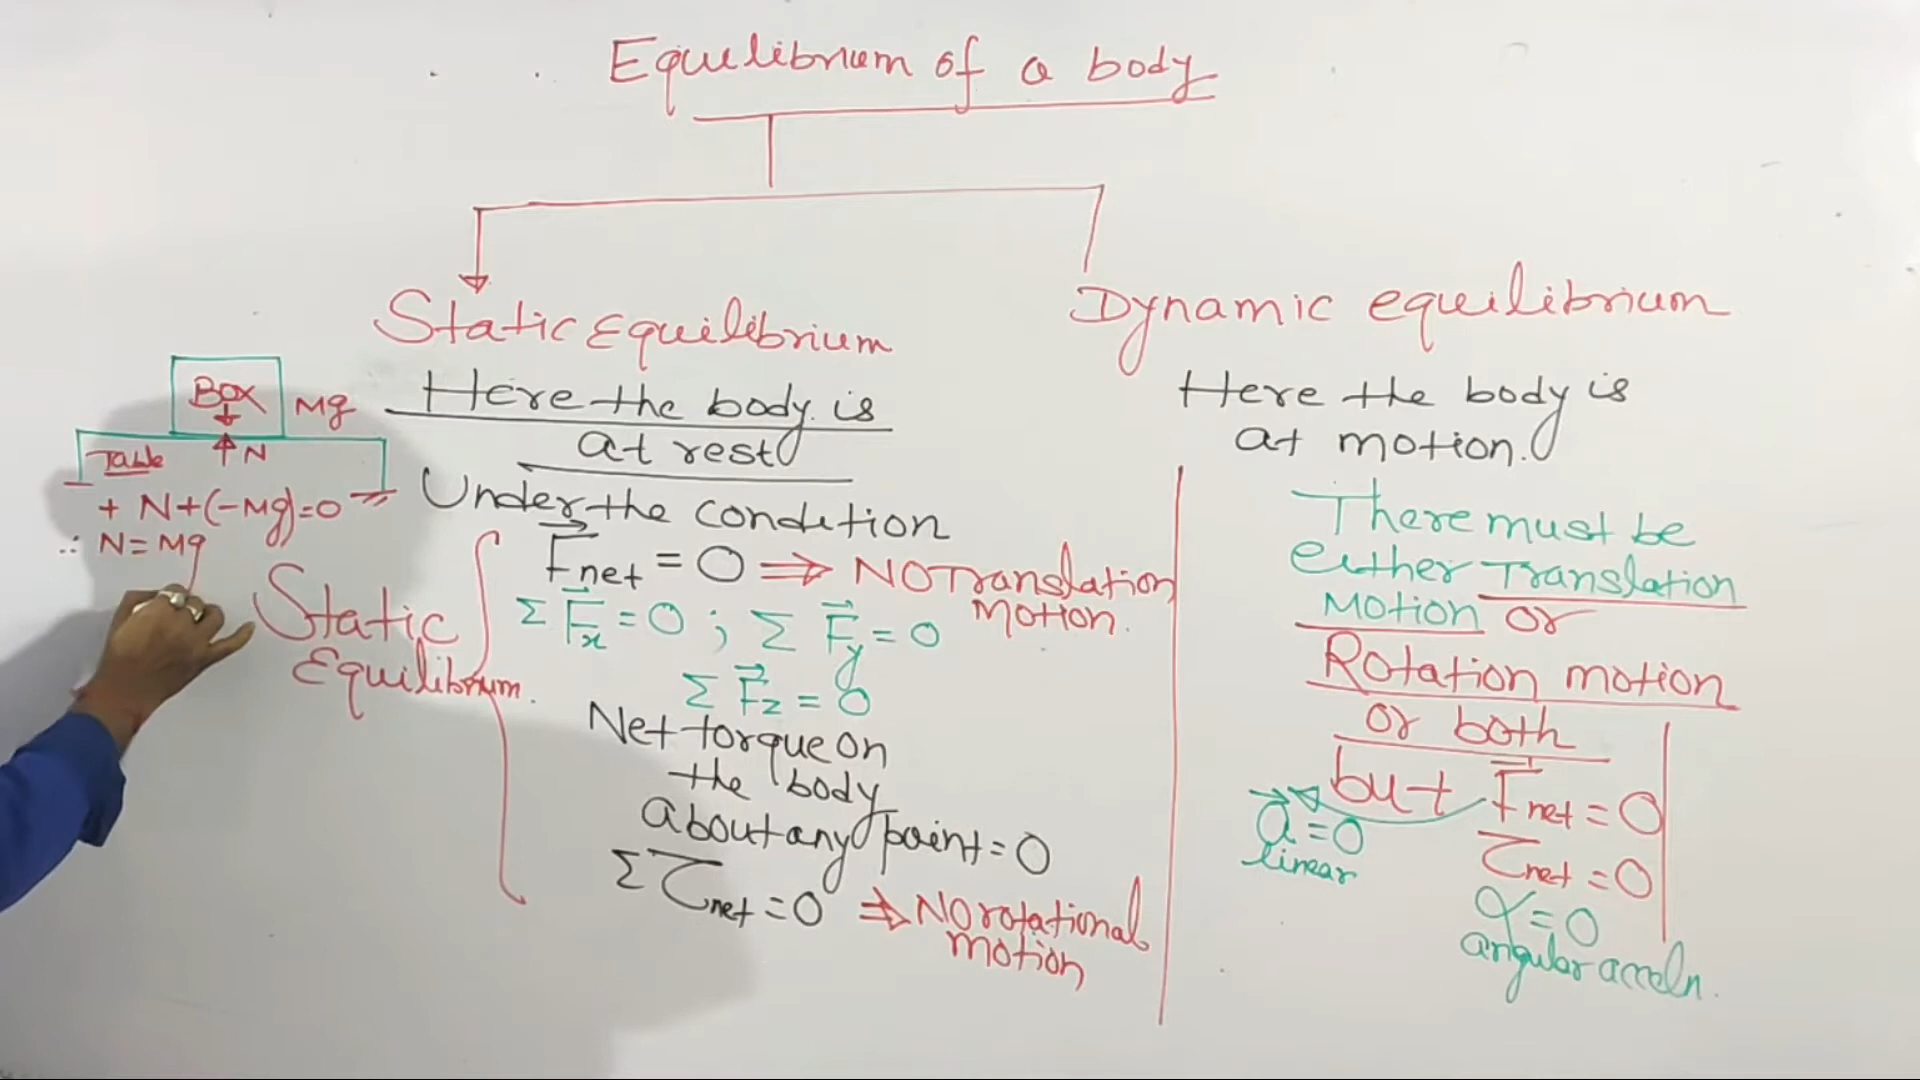 Equilibrium of a body
Static Equilibrium
Here the body is
at rest
Under the condition
F⃗net = 0 ⇒ NO Translation
Motion.
Σ F⃗x = 0 ; Σ F⃗y = 0
Σ F⃗z = 0
Net torque on
the body
about any point = 0
Σ τnet = 0 ⇒ NO rotational
motion
Static
Equilibrium.
BOX
Mg
N
Table
+ N + (-Mg) = 0
∴ N = Mg
Dynamic equilibrium
Here the body is
at motion.
There must be
either Translation
Motion or
Rotation motion
or both
but F⃗net = 0
a⃗ = 0
linear
τnet = 0
α = 0
angular acceln.